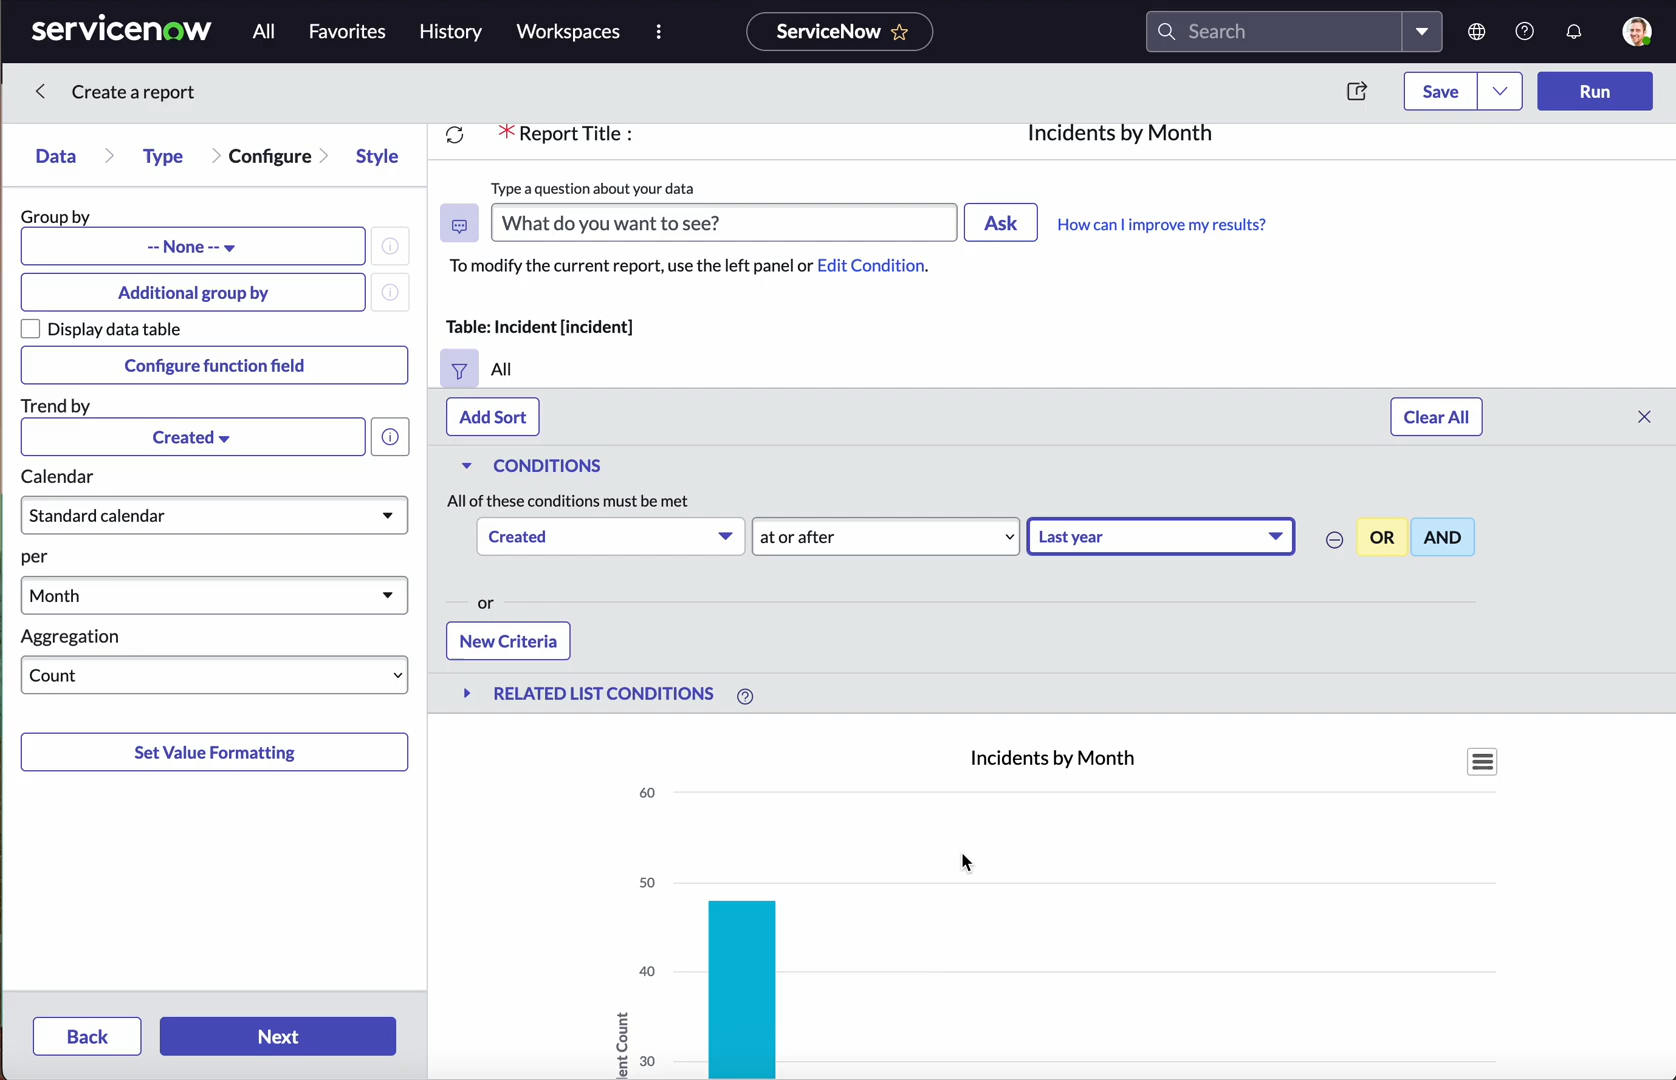 servicenow All Favorites History Workspaces ServiceNow Search
Create a report Save Run
Data Type Configure Style
Group by
-- None --
Additional group by
Display data table
Configure function field
Trend by
Created
Calendar
Standard calendar
per
Month
Aggregation
Count
Set Value Formatting
Back Next
* Report Title : Incidents by Month
Type a question about your data
What do you want to see? Ask How can I improve my results?
To modify the current report, use the left panel or Edit Condition.
Table: Incident [incident]
All
Add Sort Clear All
CONDITIONS
All of these conditions must be met
Created at or after Last year OR AND
or
New Criteria
RELATED LIST CONDITIONS
Incidents by Month
60
50
40
30
ent Count